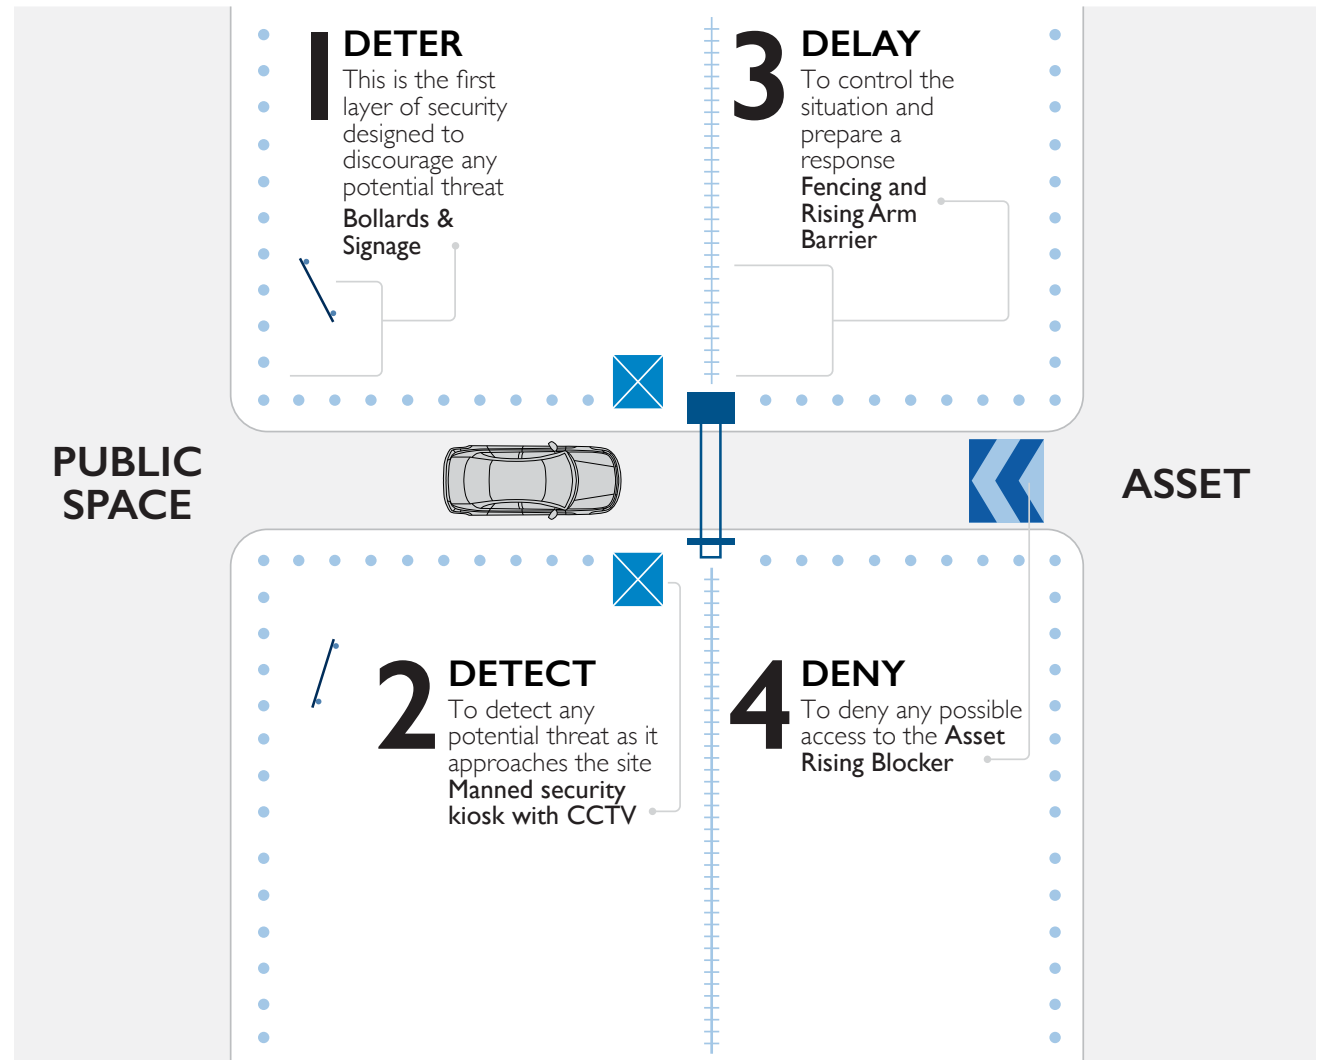 1
DETER
This is the first
layer of security
designed to
discourage any
potential threat
Bollards &
Signage
3
DELAY
To control the
situation and
prepare a
response
Fencing and
Rising Arm
Barrier
PUBLIC
SPACE
ASSET
2
DETECT
To detect any
potential threat as it
approaches the site
Manned security
kiosk with CCTV
4
DENY
To deny any possible
access to the Asset
Rising Blocker